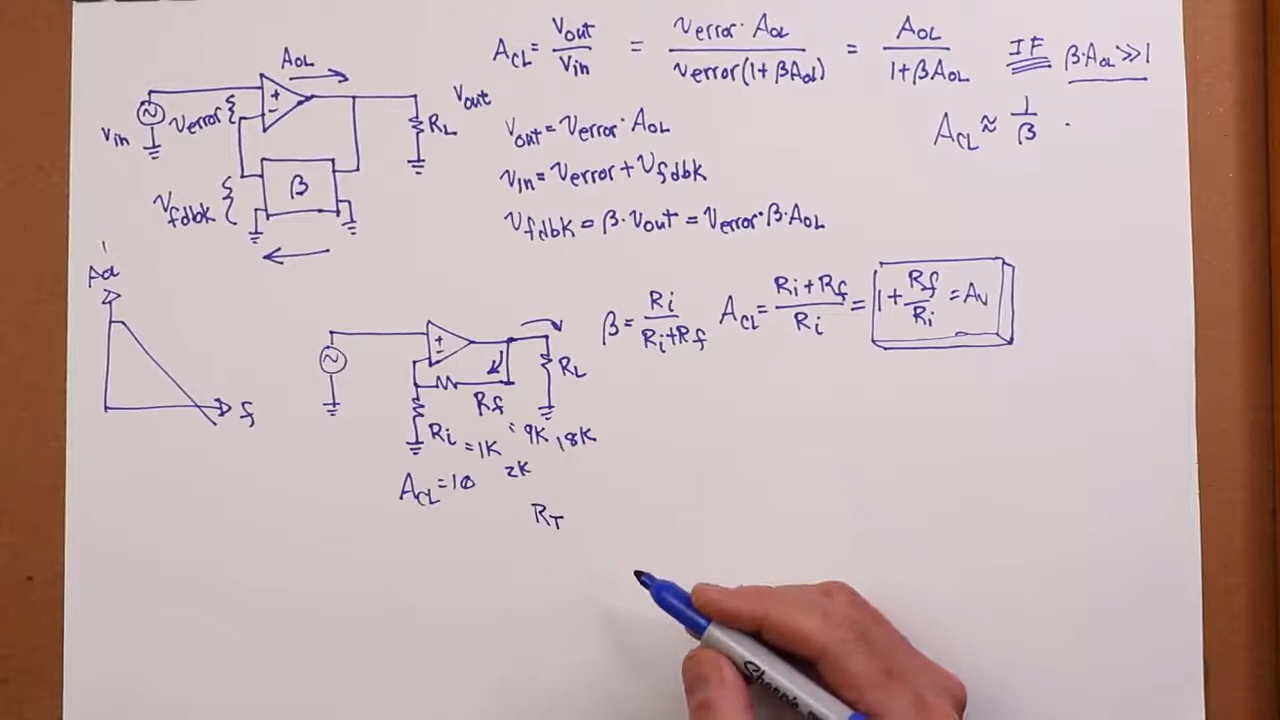 A_CL = v_out / v_in = v_error · A_OL / v_error(1 + βA_ol) = A_OL / 1 + βA_OL IF β·A_OL >> 1
A_CL ≈ 1/β .
A_OL
+
−
v_in
v_error
v_out
R_L
β
v_fdbk
v_out = v_error · A_OL
v_in = v_error + v_fdbk
v_fdbk = β · v_out = v_error · β · A_OL
A_ol
f
β = R_i / R_i + R_f A_CL = R_i + R_f / R_i = 1 + R_f / R_i = A_v
+
−
R_L
R_f
R_i = 1K : 9K, 18K
A_CL = 10 2K
R_T
Sharpie